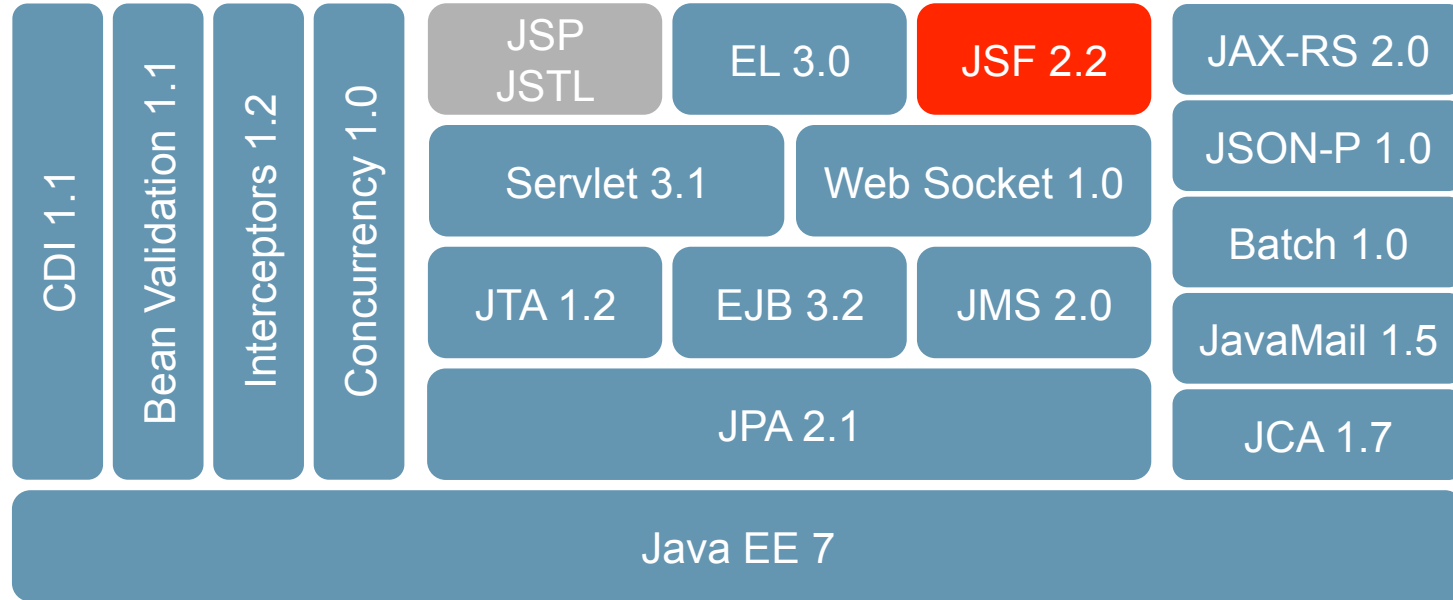 CDI 1.1
Bean Validation 1.1
Interceptors 1.2
Concurrency 1.0
JSP
JSTL
EL 3.0
JSF 2.2
Servlet 3.1
Web Socket 1.0
JTA 1.2
EJB 3.2
JMS 2.0
JPA 2.1
JAX-RS 2.0
JSON-P 1.0
Batch 1.0
JavaMail 1.5
JCA 1.7
Java EE 7